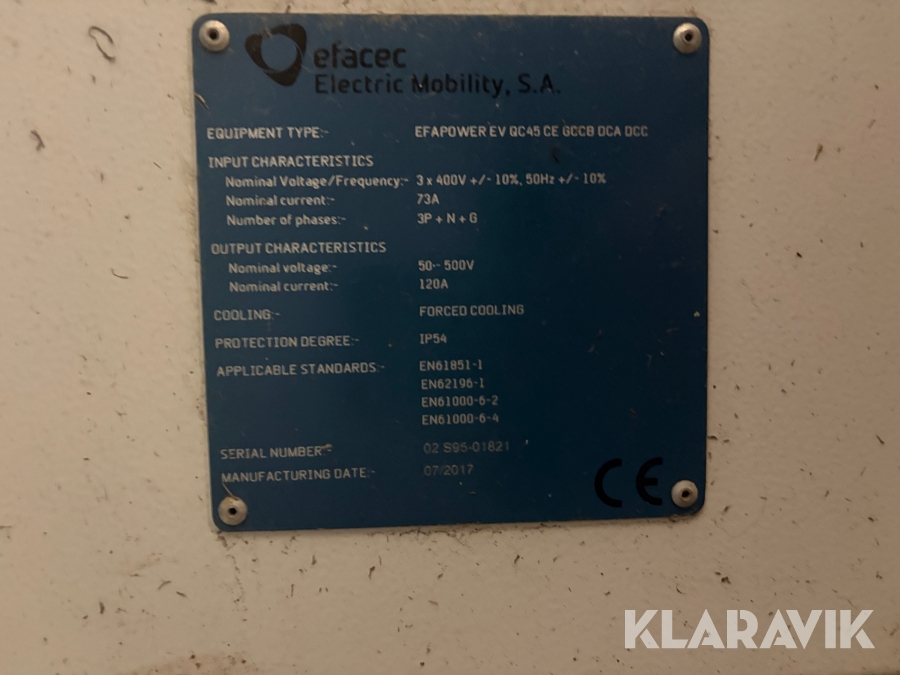 efacec
Electric Mobility, S.A.
EQUIPMENT TYPE:- EFAPOWER EV QC45 CE GCCB DCA DCC
INPUT CHARACTERISTICS
Nominal Voltage/Frequency:- 3 x 400V +/- 10%, 50Hz +/- 10%
Nominal current:- 73A
Number of phases:- 3P + N + G
OUTPUT CHARACTERISTICS
Nominal voltage:- 50-- 500V
Nominal current:- 120A
COOLING:- FORCED COOLING
PROTECTION DEGREE:- IP54
APPLICABLE STANDARDS:- EN61851-1
EN62196-1
EN61000-6-2
EN61000-6-4
SERIAL NUMBER:- 02 S95-01821
MANUFACTURING DATE:- 07/2017
CE
KLARAVIK